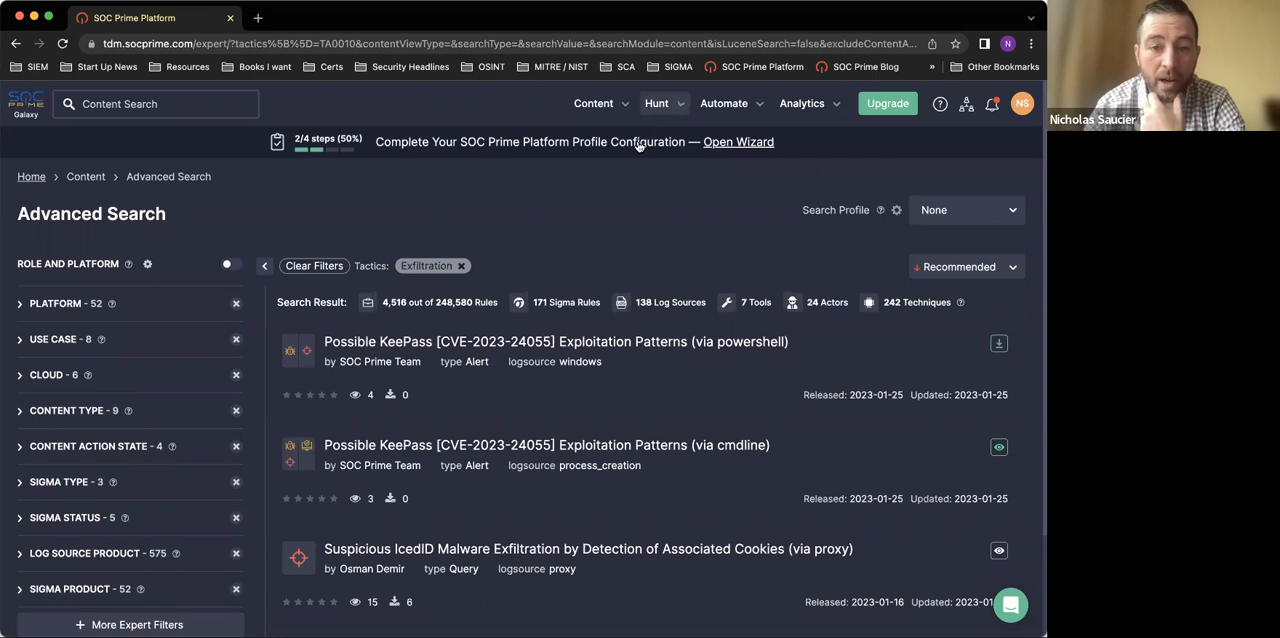 SOC Prime Platform
tdm.socprime.com/expert/?tactics%5B%5D=TA0010&contentViewType=&searchType=&searchValue=&searchModule=content&isLuceneSearch=false&excludeContentA...
N
SIEM Start Up News Resources Books I want Certs Security Headlines OSINT MITRE / NIST SCA SIGMA SOC Prime Platform SOC Prime Blog » Other Bookmarks
Nicholas Saucier
SOC PRIME Galaxy
Content Search
Content Hunt Automate Analytics Upgrade ? NS
2/4 steps (50%) Complete Your SOC Prime Platform Profile Configuration — Open Wizard
Home > Content > Advanced Search
Advanced Search
Search Profile None
ROLE AND PLATFORM
Clear Filters Tactics: Exfiltration × Recommended
PLATFORM - 52
USE CASE - 8
CLOUD - 6
CONTENT TYPE - 9
CONTENT ACTION STATE - 4
SIGMA TYPE - 3
SIGMA STATUS - 5
LOG SOURCE PRODUCT - 575
SIGMA PRODUCT - 52
+ More Expert Filters
Search Result: 4,516 out of 248,580 Rules 171 Sigma Rules 138 Log Sources 7 Tools 24 Actors 242 Techniques
Possible KeePass [CVE-2023-24055] Exploitation Patterns (via powershell)
by SOC Prime Team type Alert logsource windows
4 0 Released: 2023-01-25 Updated: 2023-01-25
Possible KeePass [CVE-2023-24055] Exploitation Patterns (via cmdline)
by SOC Prime Team type Alert logsource process_creation
3 0 Released: 2023-01-25 Updated: 2023-01-25
Suspicious IcedID Malware Exfiltration by Detection of Associated Cookies (via proxy)
by Osman Demir type Query logsource proxy
15 6 Released: 2023-01-16 Updated: 2023-01